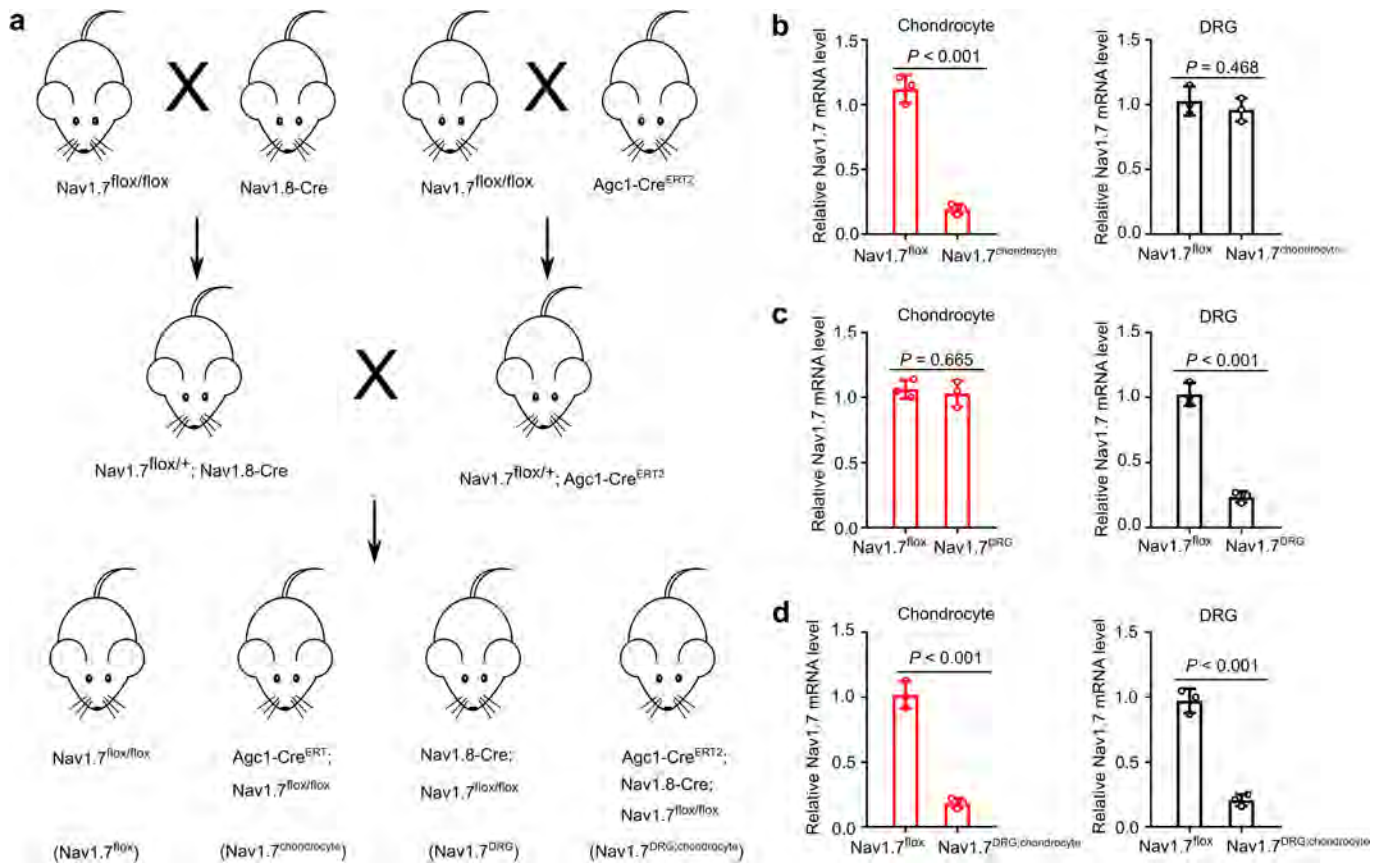 a
X
X
Nav1.7flox/flox
Nav1.8-Cre
Nav1.7flox/flox
Agc1-CreERT2
X
Nav1.7flox/+; Nav1.8-Cre
Nav1.7flox/+; Agc1-CreERT2
Nav1.7flox/flox
Agc1-CreERT;
Nav1.7flox/flox
Nav1.8-Cre;
Nav1.7flox/flox
Agc1-CreERT2;
Nav1.8-Cre;
Nav1.7flox/flox
(Nav1.7flox)
(Nav1.7chondrocyte)
(Nav1.7DRG)
(Nav1.7DRG;chondrocyte)
b
Chondrocyte
Relative Nav1.7 mRNA level
1.5
1.0
0.5
0.0
P < 0.001
Nav1.7flox
Nav1.7chondrocyte
DRG
Relative Nav1.7 mRNA level
1.5
1.0
0.5
0.0
P = 0.468
Nav1.7flox
Nav1.7chondrocyte
c
Chondrocyte
Relative Nav1.7 mRNA level
1.5
1.0
0.5
0.0
P = 0.665
Nav1.7flox
Nav1.7DRG
DRG
Relative Nav1.7 mRNA level
1.5
1.0
0.5
0.0
P < 0.001
Nav1.7flox
Nav1.7DRG
d
Chondrocyte
Relative Nav1.7 mRNA level
1.5
1.0
0.5
0.0
P < 0.001
Nav1.7flox
Nav1.7DRG;chondrocyte
DRG
Relative Nav1.7 mRNA level
1.5
1.0
0.5
0.0
P < 0.001
Nav1.7flox
Nav1.7DRG;chondrocyte